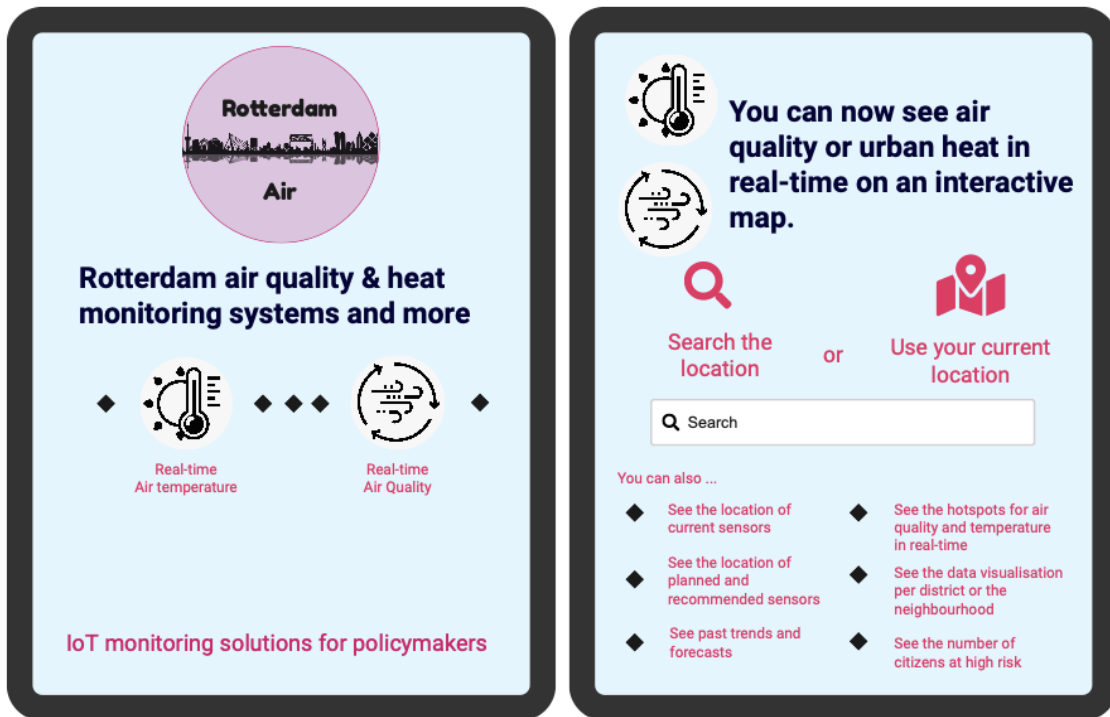 Rotterdam
Air
Rotterdam air quality & heat
monitoring systems and more
Real-time
Air temperature
Real-time
Air Quality
IoT monitoring solutions for policymakers
You can now see air
quality or urban heat in
real-time on an interactive
map.
Search the
location
or
Use your current
location
Search
You can also ...
See the location of
current sensors
See the location of
planned and
recommended sensors
See past trends and
forecasts
See the hotspots for air
quality and temperature
in real-time
See the data visualisation
per district or the
neighbourhood
See the number of
citizens at high risk